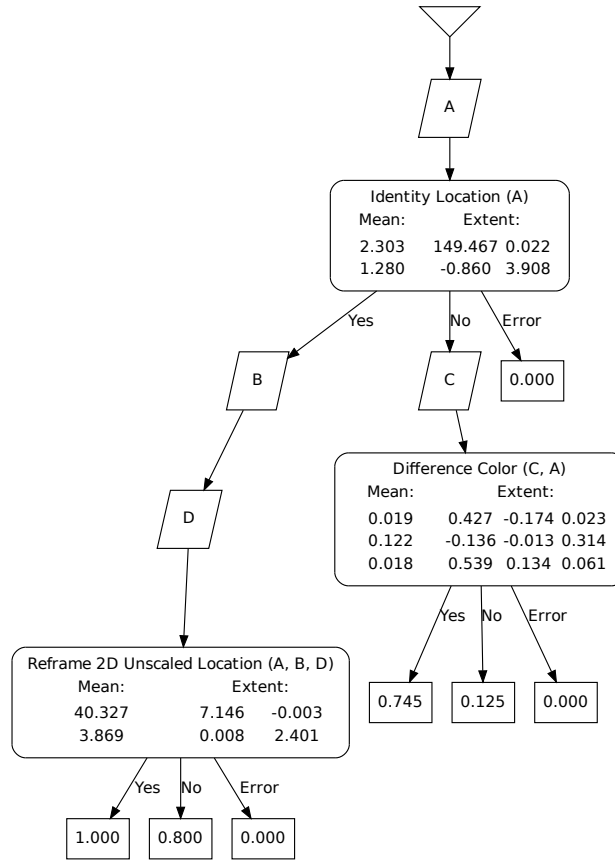 A
Identity Location (A)
Mean: Extent:
2.303 149.467 0.022
1.280 -0.860 3.908
Yes No Error
B C 0.000
Difference Color (C, A)
Mean: Extent:
0.019 0.427 -0.174 0.023
0.122 -0.136 -0.013 0.314
0.018 0.539 0.134 0.061
D
Yes No Error
Reframe 2D Unscaled Location (A, B, D)
Mean: Extent:
40.327 7.146 -0.003
3.869 0.008 2.401
0.745 0.125 0.000
Yes No Error
1.000 0.800 0.000